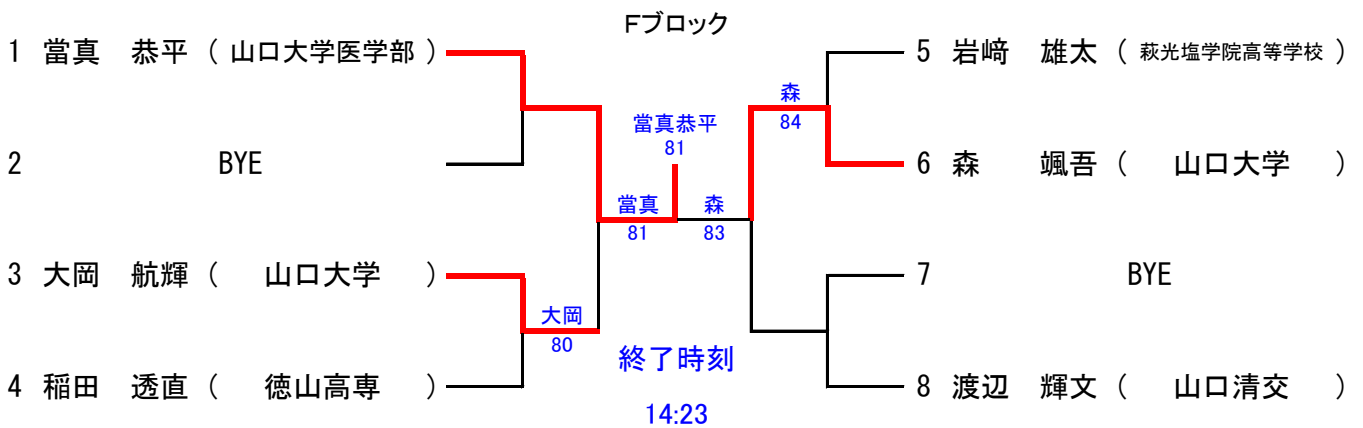 Fブロック
1 當真 恭平 ( 山口大学医学部 )
5 岩﨑 雄太 ( 萩光塩学院高等学校 )
森
84
當真恭平
81
2 BYE
6 森 颯吾 ( 山口大学 )
當真
81
森
83
3 大岡 航輝 ( 山口大学 )
7 BYE
大岡
80
終了時刻
4 稲田 透直 ( 徳山高専 )
8 渡辺 輝文 ( 山口清交 )
14:23